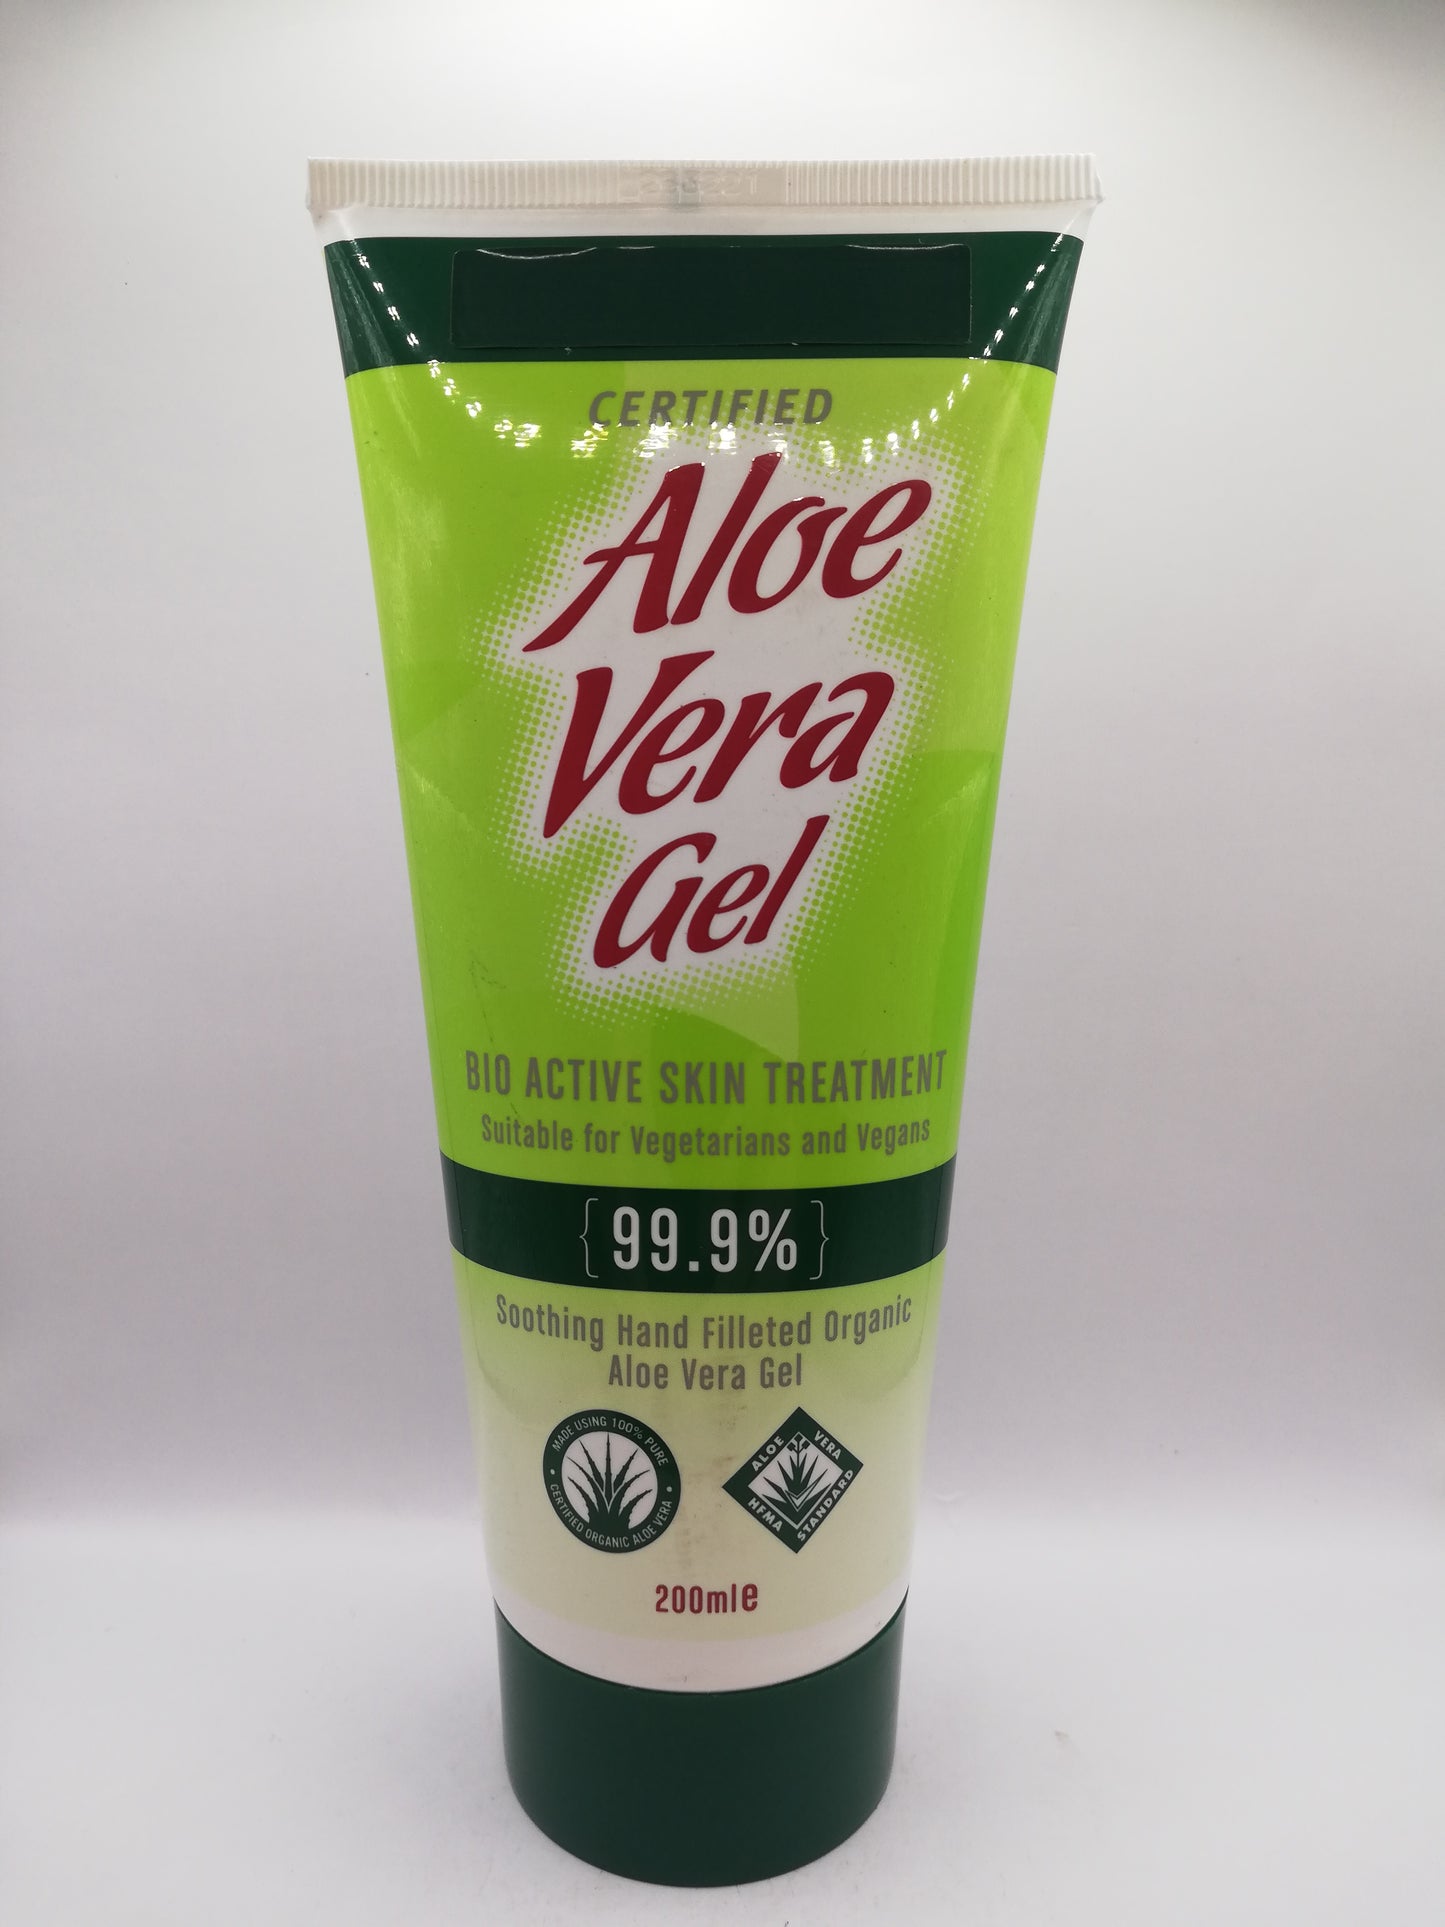 CERTIFIED
Aloe
Vera
Gel
BIO ACTIVE SKIN TREATMENT
Suitable for Vegetarians and Vegans
{99.9%}
Soothing Hand Filleted Organic
Aloe Vera Gel
MADE USING 100% PURE
• CERTIFIED ORGANIC ALOE VERA •
ALOE VERA
HFMA STANDARD
200ml℮